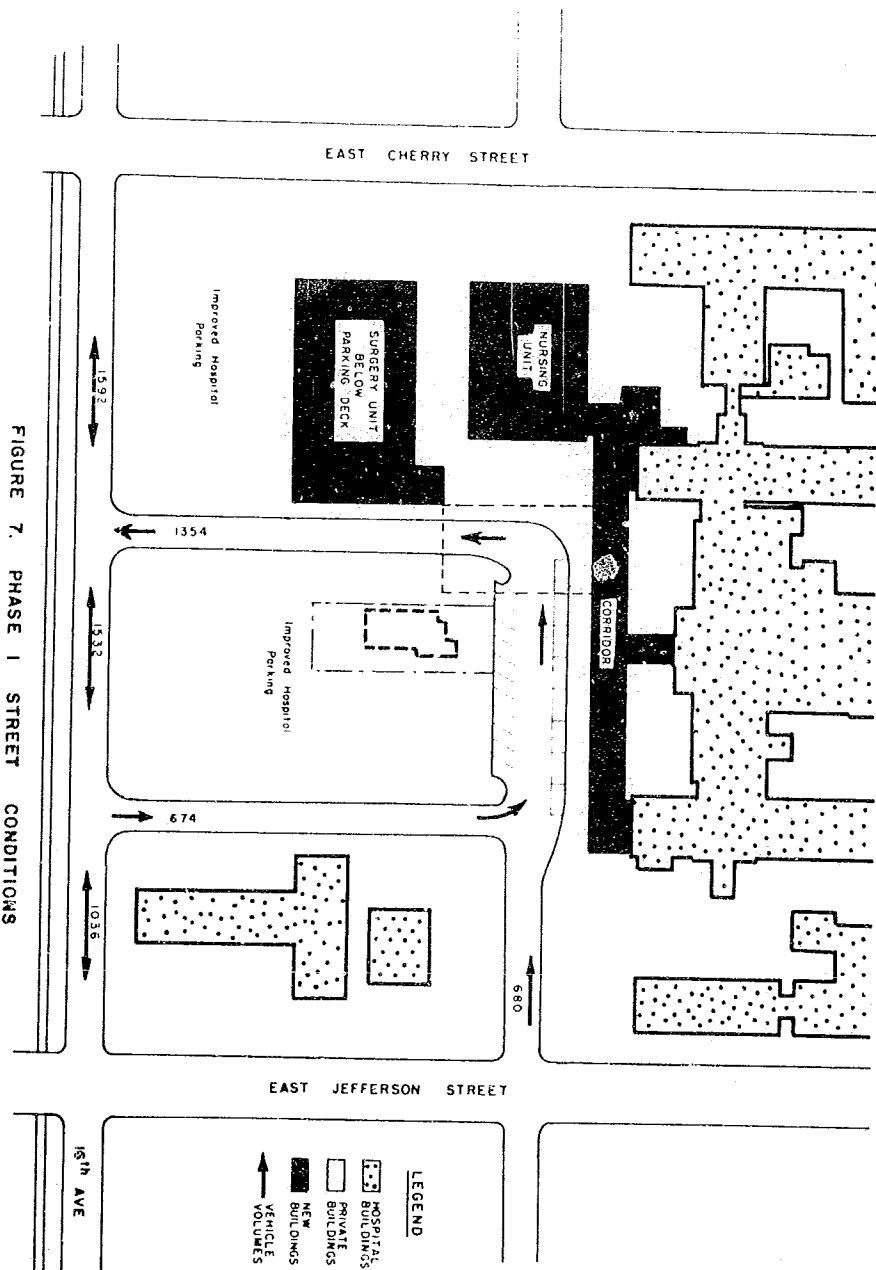 EAST CHERRY STREET
NURSING
UNIT
SURGERY UNIT
BELOW
PARKING DECK
Improved Hospital
Parking
1592
1354
CORRIDOR
Improved Hospital
Parking
1532
674
1036
680
EAST JEFFERSON STREET
16th AVE
LEGEND
HOSPITAL
BUILDINGS
PRIVATE
BUILDINGS
NEW
BUILDINGS
VEHICLE
VOLUMES
FIGURE 7. PHASE I STREET CONDITIONS